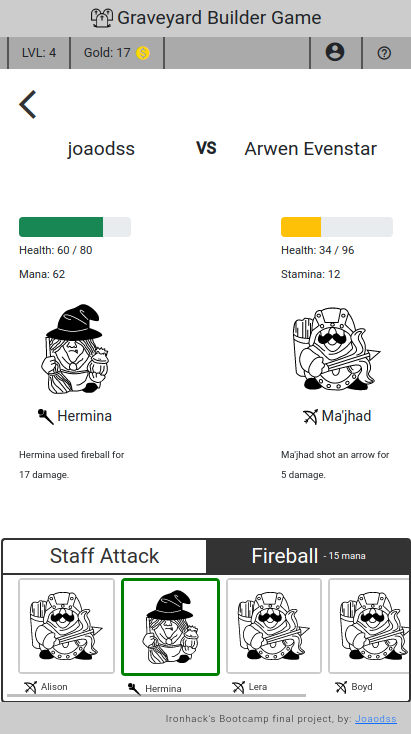 Graveyard Builder Game
LVL: 4
Gold: 17
joaodss VS Arwen Evenstar
Health: 60 / 80
Mana: 62
Health: 34 / 96
Stamina: 12
Hermina
Ma'jhad
Hermina used fireball for
17 damage.
Ma'jhad shot an arrow for
5 damage.
Staff Attack
Fireball - 15 mana
Alison
Hermina
Lera
Boyd
Ironhack's Bootcamp final project, by: Joaodss